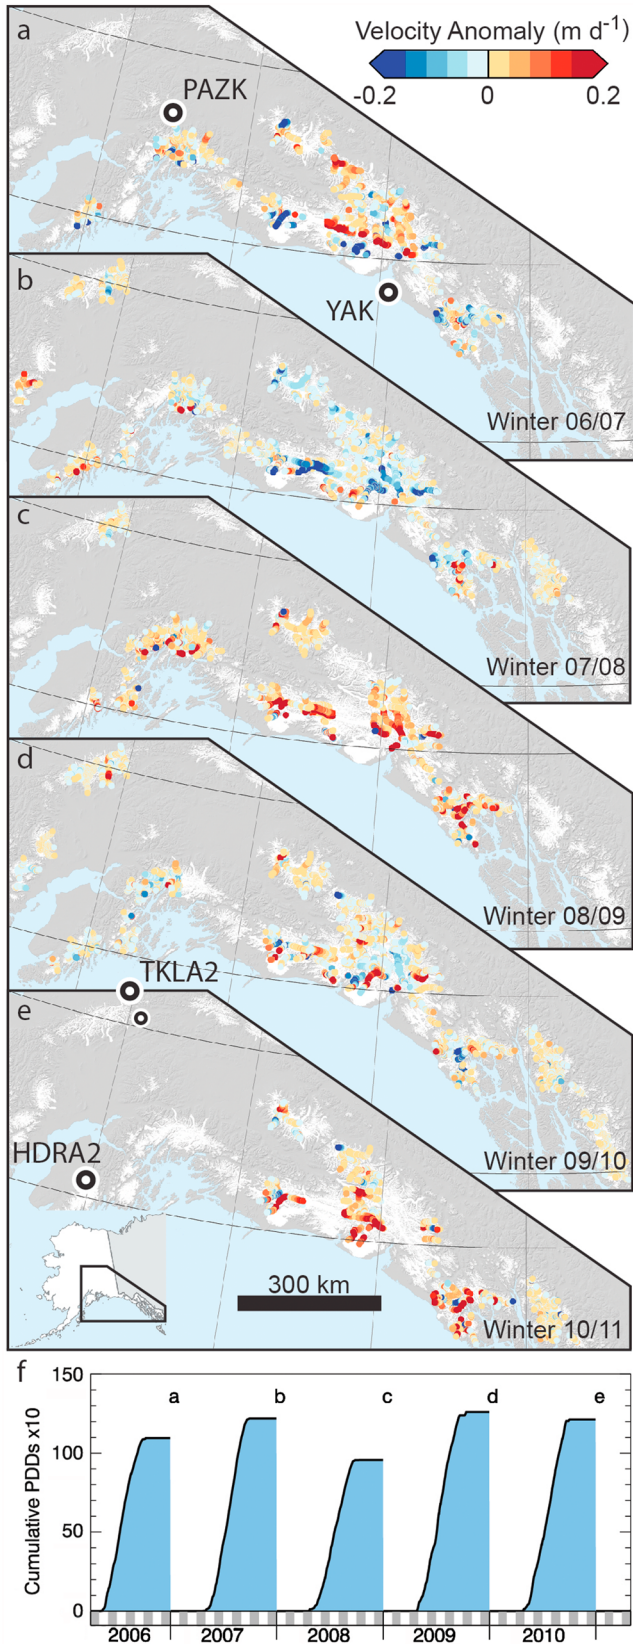 a
Velocity Anomaly (m d-1)
-0.2 0 0.2
PAZK
YAK
Winter 06/07
b
Winter 07/08
c
Winter 08/09
d
TKLA2
Winter 09/10
e
HDRA2
300 km
Winter 10/11
f
Cumulative PDDs x10
150
100
50
0
a b c d e
2006 2007 2008 2009 2010